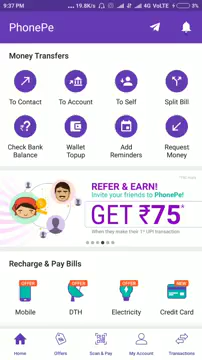 9:37 PM ...19.8K/s 4G VoLTE 3%
PhonePe
Money Transfers
To Contact To Account To Self Split Bill
Check Bank Balance Wallet Topup Add Reminders Request Money
REFER & EARN!
Invite your friends to PhonePe!
GET ₹75*
When they make their 1st UPI transaction
Recharge & Pay Bills
OFFER OFFER OFFER NEW
Mobile DTH Electricity Credit Card
Home Offers Scan & Pay My Account Transactions